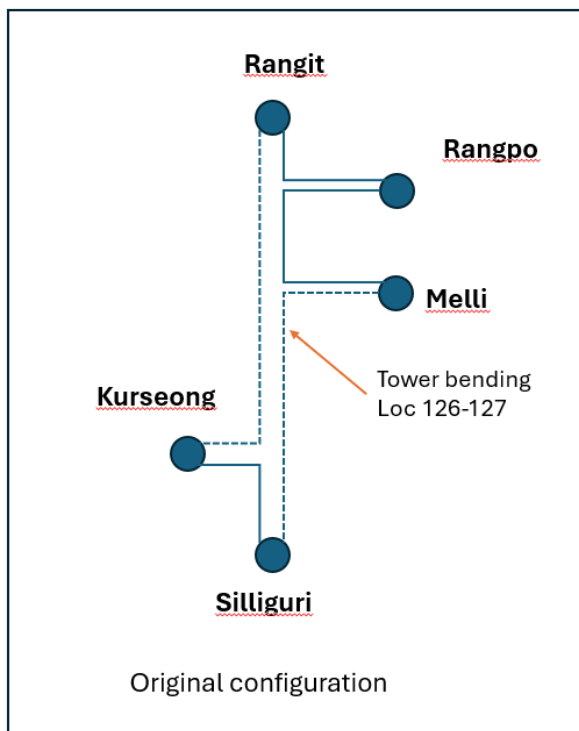 Rangit
Rangpo
Melli
Tower bending
Loc 126-127
Kurseong
Silliguri
Original configuration